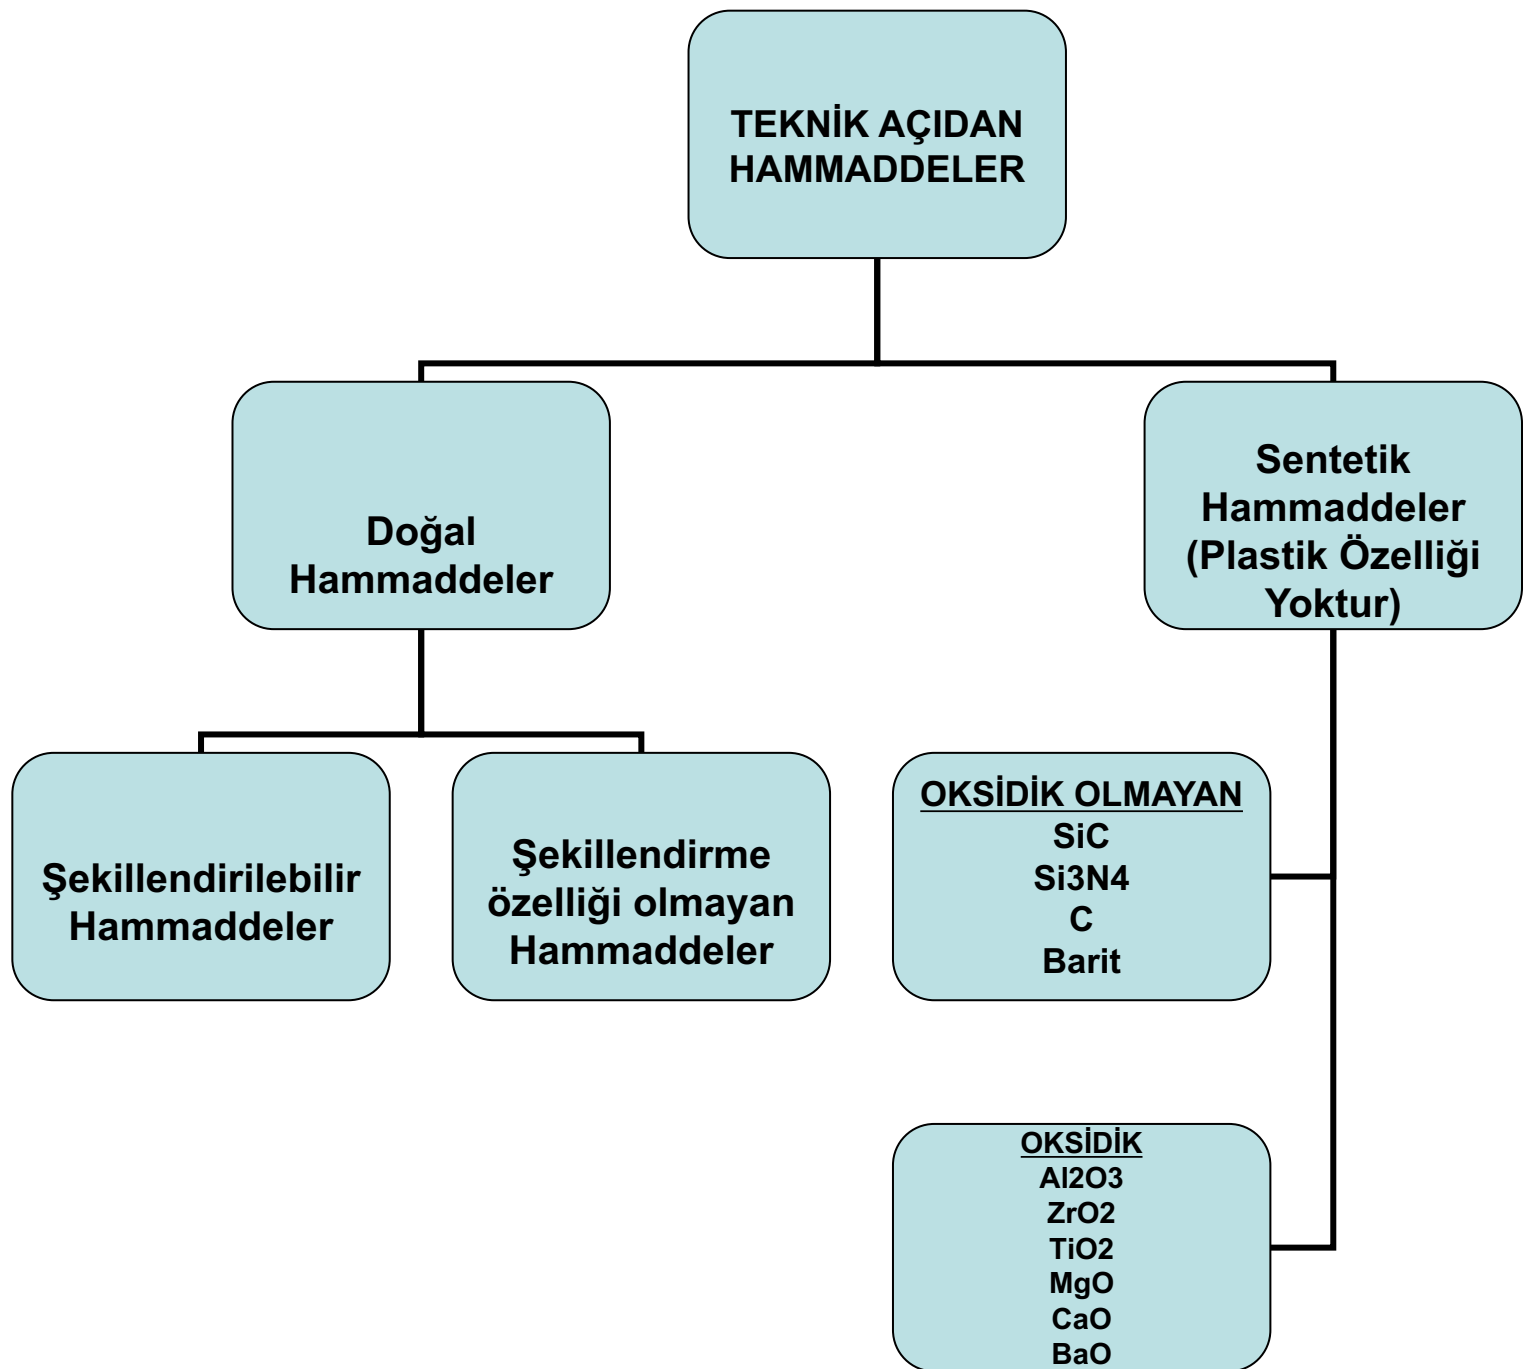 TEKNİK AÇIDAN
HAMMADDELER
Doğal
Hammaddeler
Sentetik
Hammaddeler
(Plastik Özelliği
Yoktur)
Şekillendirilebilir
Hammaddeler
Şekillendirme
özelliği olmayan
Hammaddeler
OKSİDİK OLMAYAN
SiC
Si3N4
C
Barit
OKSİDİK
Al2O3
ZrO2
TiO2
MgO
CaO
BaO